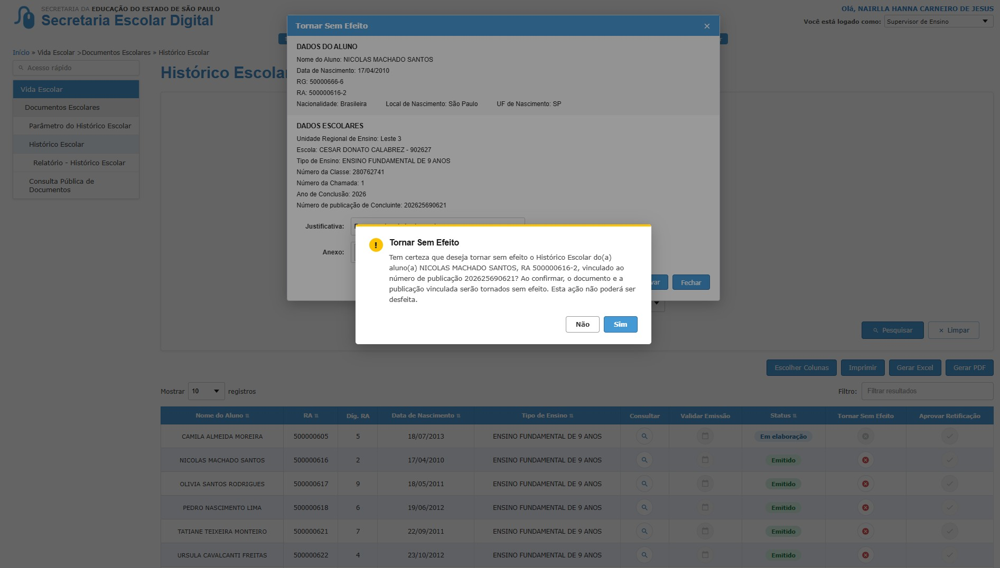 SECRETARIA DA EDUCAÇÃO DO ESTADO DE SÃO PAULO
Secretaria Escolar Digital
Olá, NAIRLLA HANNA CARNEIRO DE JESUS
Você está logado como: Supervisor de Ensino
Início » Vida Escolar >Documentos Escolares » Histórico Escolar
Acesso rápido
Vida Escolar
Documentos Escolares
Parâmetro do Histórico Escolar
Histórico Escolar
Relatório - Histórico Escolar
Consulta Pública de
Documentos
Histórico Escolar
Tornar Sem Efeito
DADOS DO ALUNO
Nome do Aluno: NICOLAS MACHADO SANTOS
Data de Nascimento: 17/04/2010
RG: 50000666-6
RA: 500000616-2
Nacionalidade: Brasileira Local de Nascimento: São Paulo UF de Nascimento: SP
DADOS ESCOLARES
Unidade Regional de Ensino: Leste 3
Escola: CESAR DONATO CALABREZ - 902627
Tipo de Ensino: ENSINO FUNDAMENTAL DE 9 ANOS
Número da Classe: 280762741
Número da Chamada: 1
Ano de Conclusão: 2026
Número de publicação de Concluinte: 202625690621
Justificativa:
Anexo:
Fechar
Tornar Sem Efeito
Tem certeza que deseja tornar sem efeito o Histórico Escolar do(a)
aluno(a) NICOLAS MACHADO SANTOS, RA 500000616-2, vinculado ao
número de publicação 202625690621? Ao confirmar, o documento e a
publicação vinculada serão tornados sem efeito. Esta ação não poderá ser
desfeita.
Não Sim
Pesquisar Limpar
Escolher Colunas Imprimir Gerar Excel Gerar PDF
Mostrar 10 registros Filtro: Filtrar resultados
Nome do Aluno RA Díg. RA Data de Nascimento Tipo de Ensino Consultar Validar Emissão Status Tornar Sem Efeito Aprovar Retificação
CAMILA ALMEIDA MOREIRA 500000605 5 18/07/2013 ENSINO FUNDAMENTAL DE 9 ANOS Em elaboração
NICOLAS MACHADO SANTOS 500000616 2 17/04/2010 ENSINO FUNDAMENTAL DE 9 ANOS Emitido
OLIVIA SANTOS RODRIGUES 500000617 9 18/05/2011 ENSINO FUNDAMENTAL DE 9 ANOS Emitido
PEDRO NASCIMENTO LIMA 500000618 6 19/06/2012 ENSINO FUNDAMENTAL DE 9 ANOS Emitido
TATIANE TEIXEIRA MONTEIRO 500000621 7 22/09/2011 ENSINO FUNDAMENTAL DE 9 ANOS Emitido
URSULA CAVALCANTI FREITAS 500000622 4 23/10/2012 ENSINO FUNDAMENTAL DE 9 ANOS Emitido